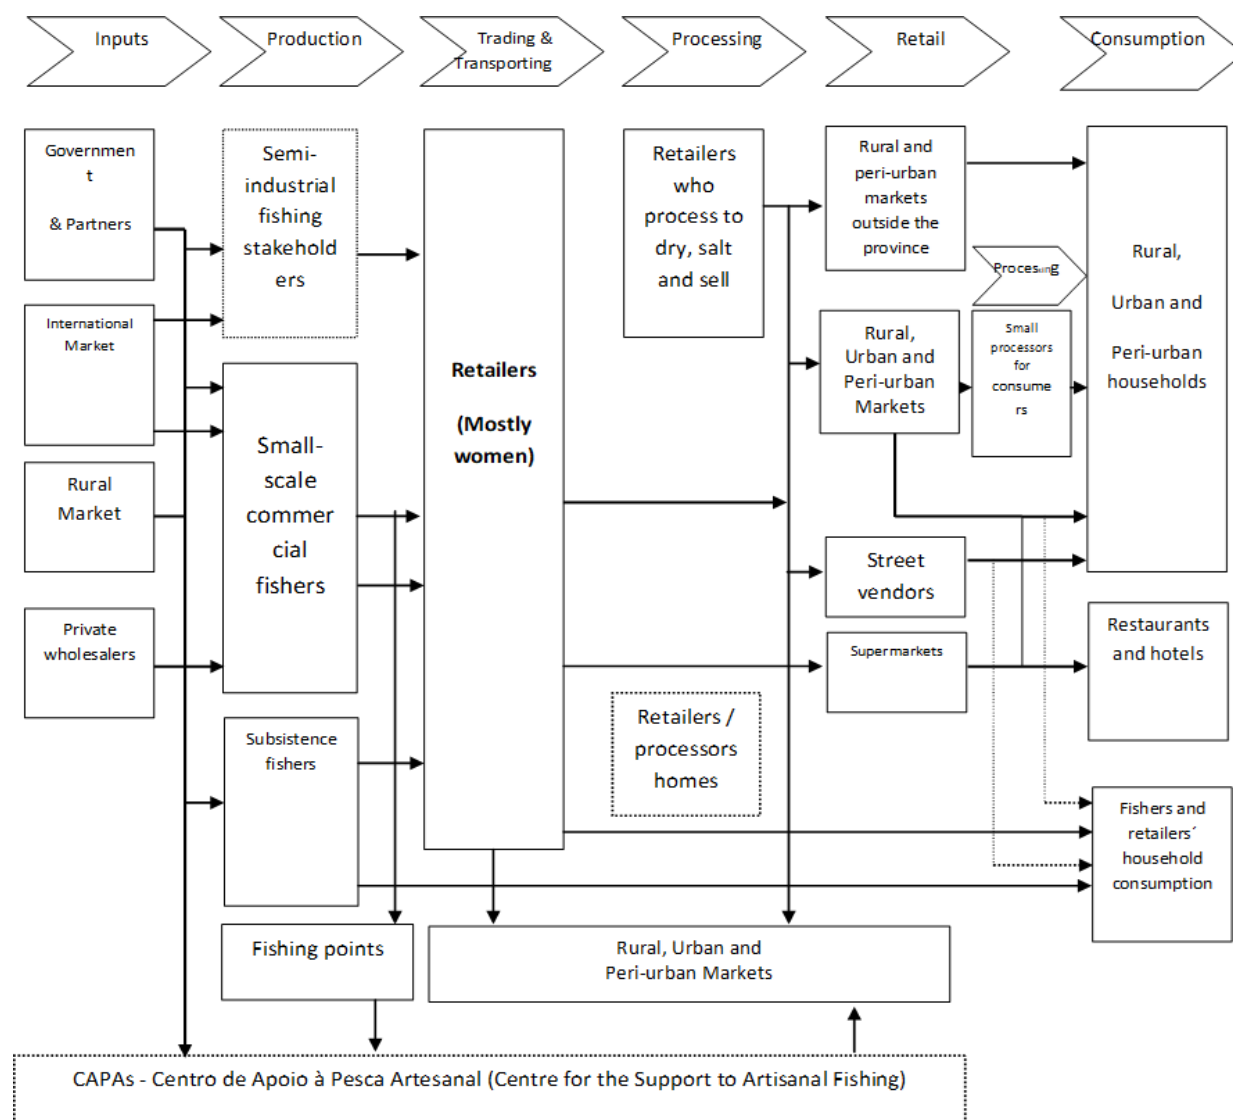 Inputs
Production
Trading &
Transporting
Processing
Retail
Consumption
Governmen
t
& Partners
International
Market
Rural
Market
Private
wholesalers
Semi-
industrial
fishing
stakehold
ers
Small-
scale
commer
cial
fishers
Subsistence
fishers
Fishing points
Retailers
(Mostly
women)
Retailers
who
process to
dry, salt
and sell
Retailers /
processors
homes
Rural, Urban and
Peri-urban Markets
Rural and
peri-urban
markets
outside the
province
Rural,
Urban and
Peri-urban
Markets
Processing
Small
processors
for
consume
rs
Street
vendors
Supermarkets
Rural,
Urban and
Peri-urban
households
Restaurants
and hotels
Fishers and
retailers´
household
consumption
CAPAs - Centro de Apoio à Pesca Artesanal (Centre for the Support to Artisanal Fishing)